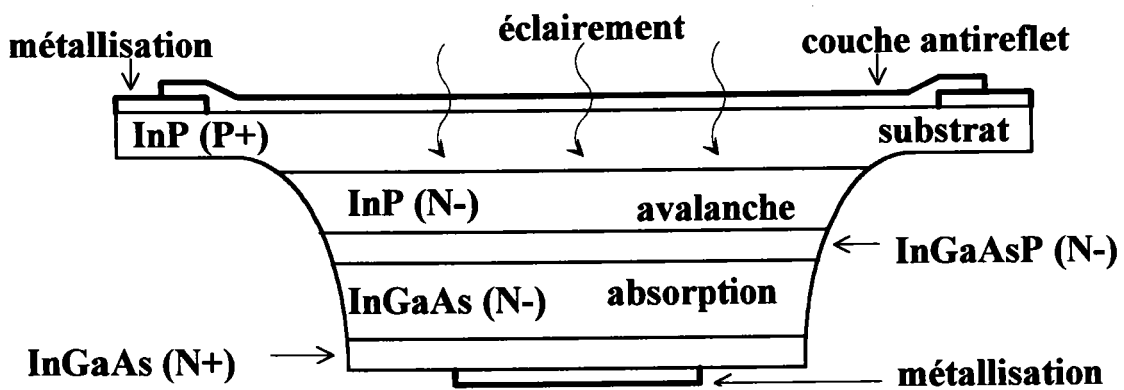 éclairement
métallisation
couche antireflet
InP (P+)
substrat
InP (N-)
avalanche
InGaAsP (N-)
InGaAs (N-)
absorption
InGaAs (N+)
métallisation